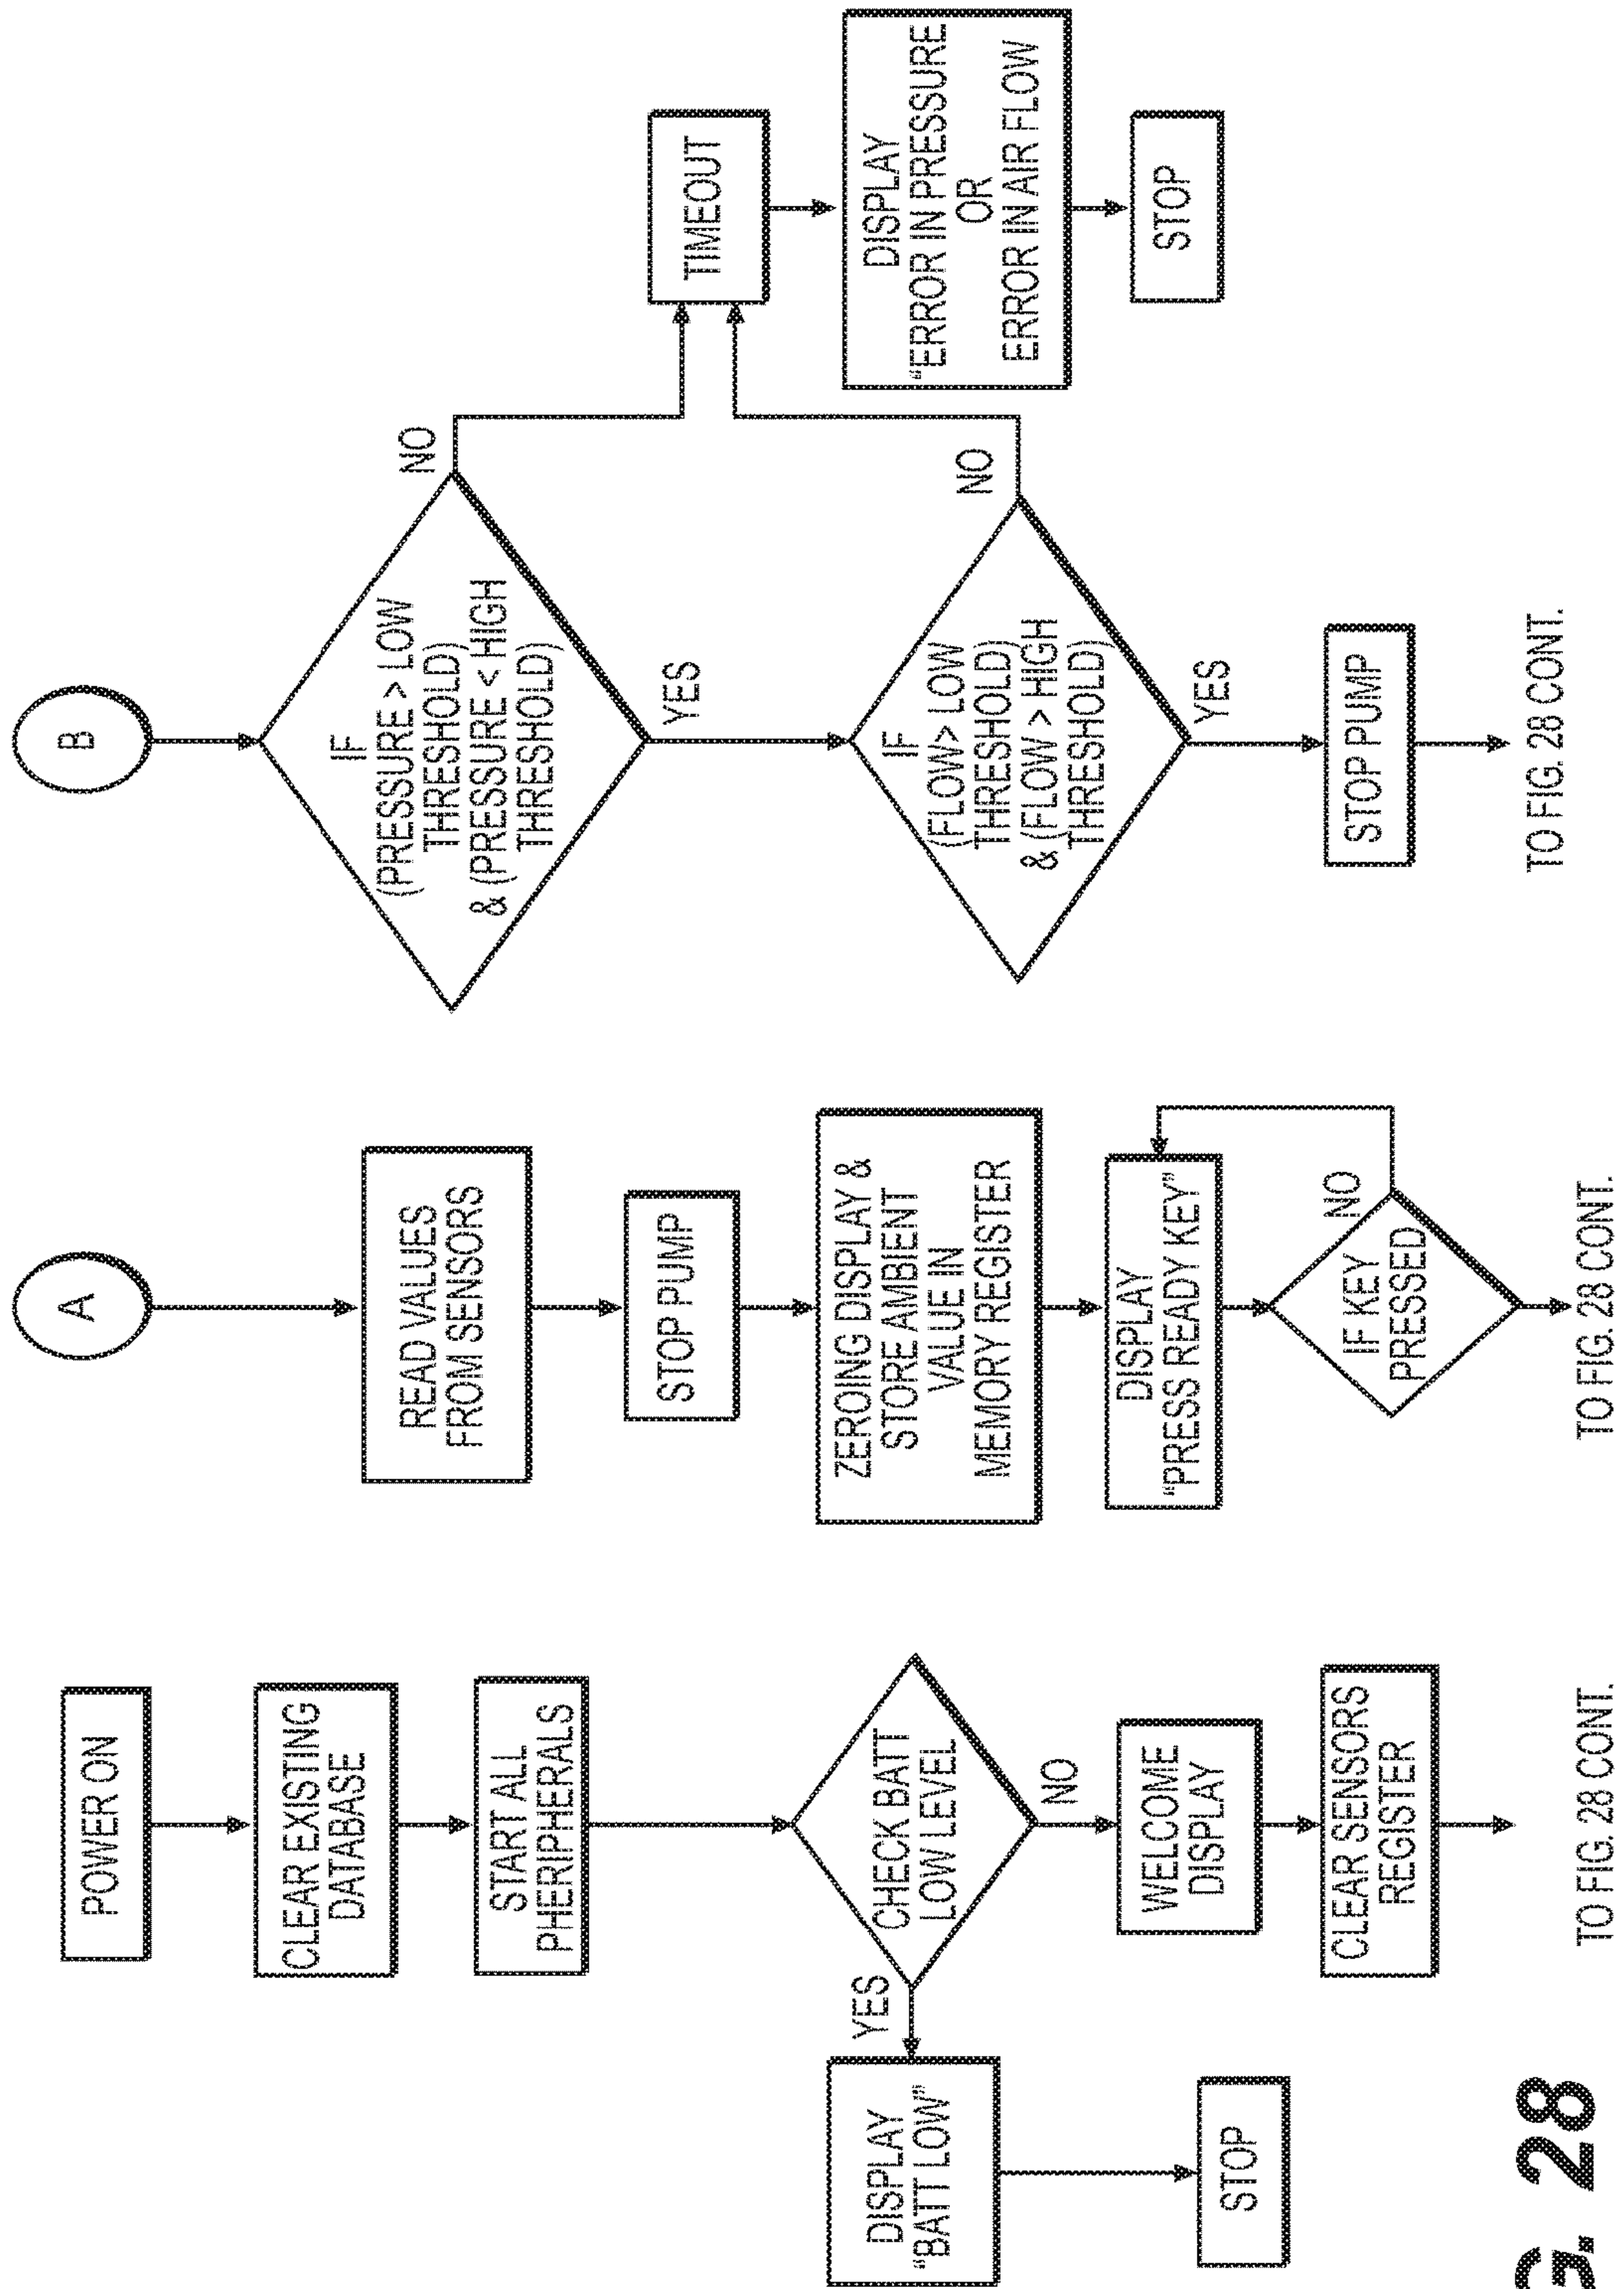 POWER ON
CLEAR EXISTING
DATABASE
START ALL
PHERIPHERALS
CHECK BATT
LOW LEVEL
YES
DISPLAY
"BATT LOW"
STOP
NO
WELCOME
DISPLAY
CLEAR SENSORS
REGISTER
TO FIG. 28 CONT.
A
READ VALUES
FROM SENSORS
STOP PUMP
ZEROING DISPLAY &
STORE AMBIENT
VALUE IN
MEMORY REGISTER
DISPLAY
"PRESS READY KEY"
IF KEY
PRESSED
NO
TO FIG. 28 CONT.
B
IF
(PRESSURE > LOW
THRESHOLD)
& (PRESSURE < HIGH
THRESHOLD)
NO
YES
TIMEOUT
DISPLAY
"ERROR IN PRESSURE
OR
ERROR IN AIR FLOW
STOP
IF
(FLOW> LOW
THRESHOLD)
& (FLOW > HIGH
THRESHOLD)
NO
YES
STOP PUMP
TO FIG. 28 CONT.
G. 28